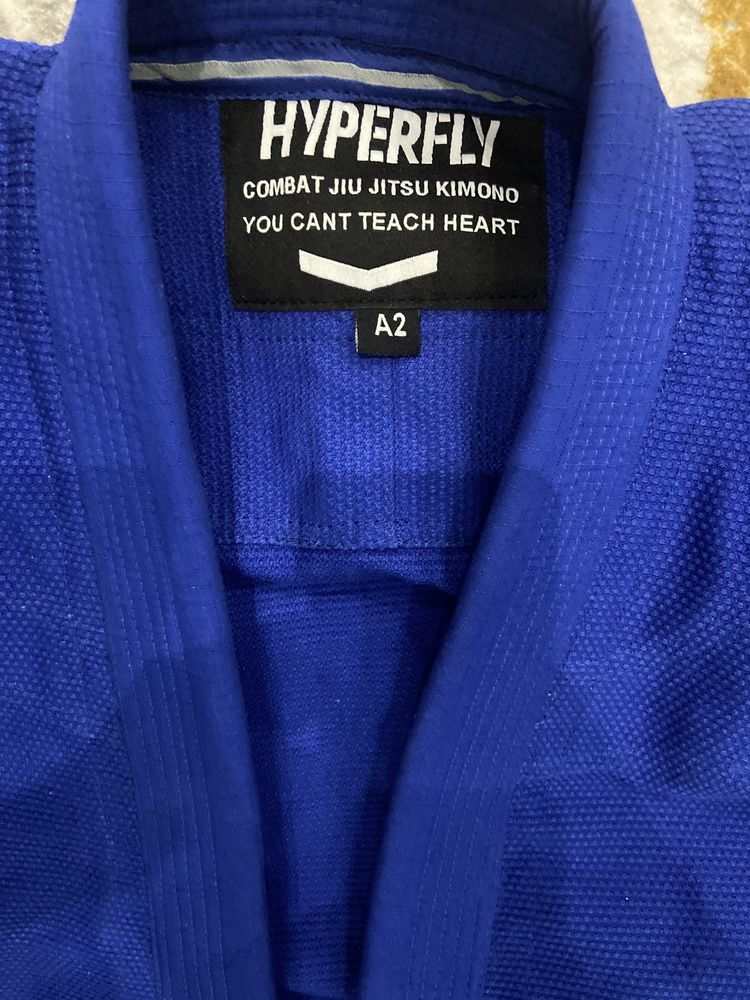 HYPERFLY
COMBAT JIU JITSU KIMONO
YOU CANT TEACH HEART
A2